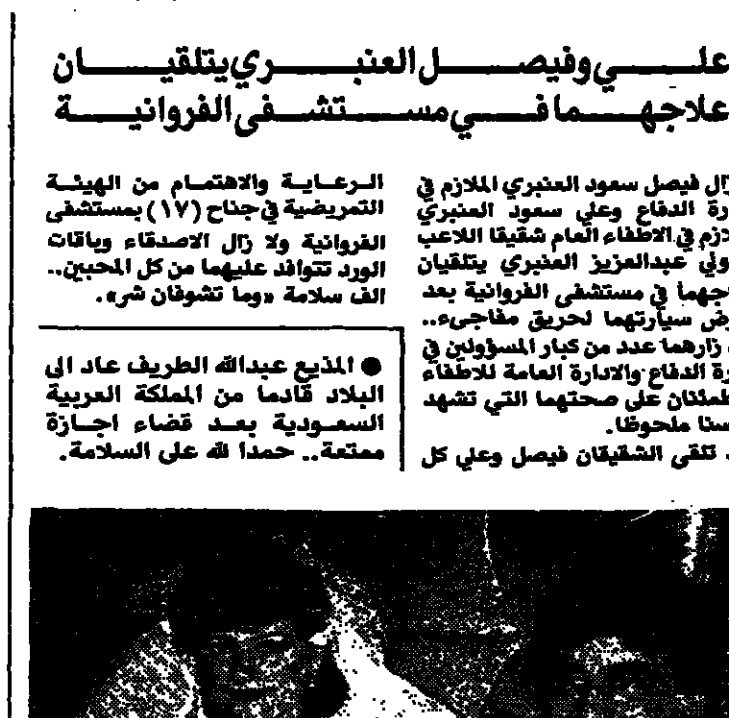 علي وفيصل العنبري يتلقيان
علاجهما في مستشفى الفروانية
زال فيصل سعود العنبري الملازم في
رة الدفاع وعلي سعود العنبري
لازم في الاطفاء العام شقيقا اللاعب
ولي عبدالعزيز العنبري يتلقيان
جهما في مستشفى الفروانية بعد
رض سيارتهما لحريق مفاجىء..
زارهما عدد من كبار المسؤولين في
رة الدفاع والادارة العامة للاطفاء
طمئنان على صحتهما التي تشهد
سنا ملحوظا.
تلقى الشقيقان فيصل وعلي كل
الرعاية والاهتمام من الهيئة
التمريضية في جناح (١٧) بمستشفى
الفروانية ولا زال الاصدقاء وباقات
الورد تتوافد عليهما من كل المحبين..
الف سلامة «وما تشوفان شر».
● المذيع عبدالله الطريف عاد الى
البلاد قادما من المملكة العربية
السعودية بعد قضاء اجازة
ممتعة.. حمدا لله على السلامة.